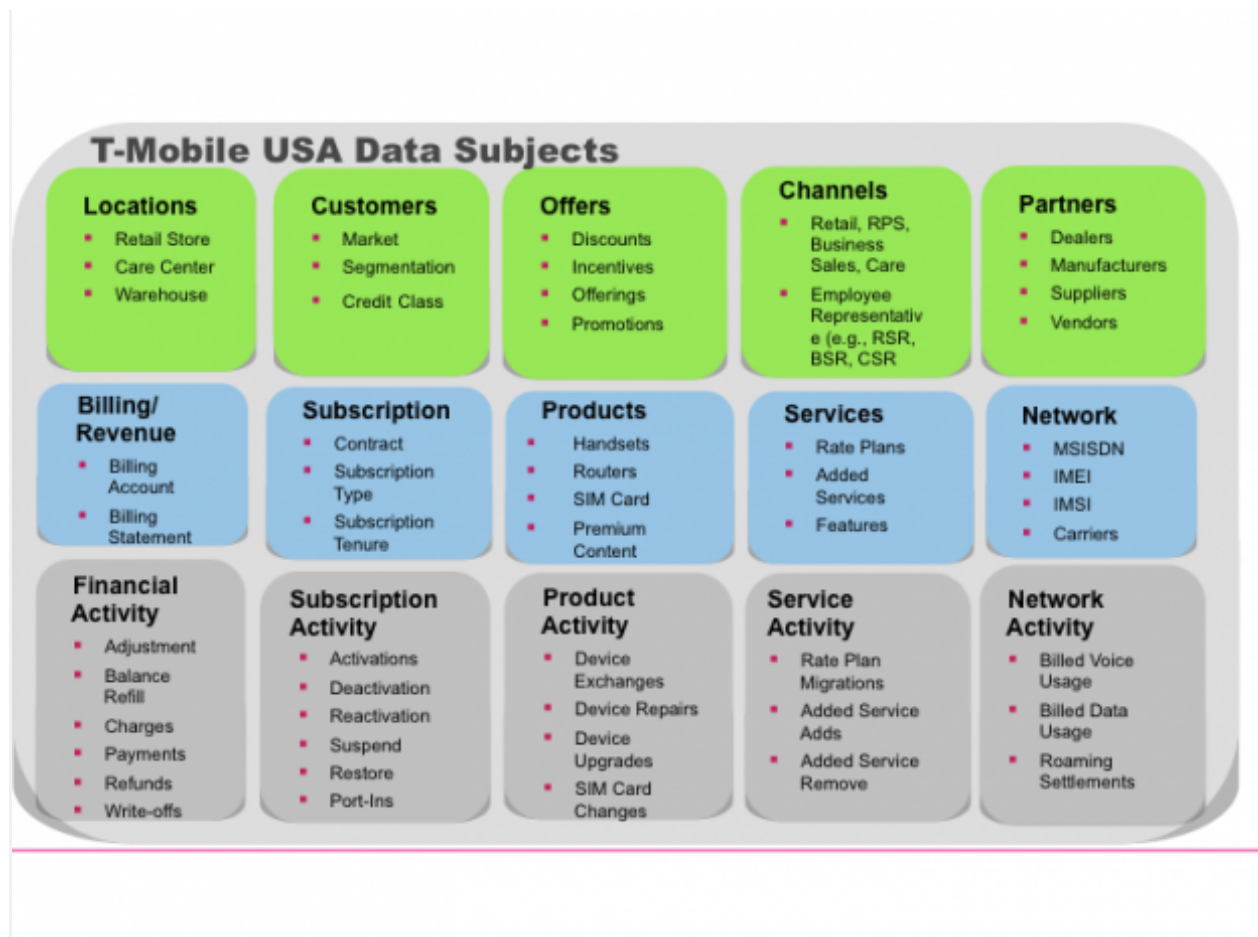 T-Mobile USA Data Subjects
Locations
Retail Store
Care Center
Warehouse
Customers
Market
Segmentation
Credit Class
Offers
Discounts
Incentives
Offerings
Promotions
Channels
Retail, RPS,
Business
Sales, Care
Employee
Representativ
e (e.g., RSR,
BSR, CSR
Partners
Dealers
Manufacturers
Suppliers
Vendors
Billing/
Revenue
Billing
Account
Billing
Statement
Subscription
Contract
Subscription
Type
Subscription
Tenure
Products
Handsets
Routers
SIM Card
Premium
Content
Services
Rate Plans
Added
Services
Features
Network
MSISDN
IMEI
IMSI
Carriers
Financial
Activity
Adjustment
Balance
Refill
Charges
Payments
Refunds
Write-offs
Subscription
Activity
Activations
Deactivation
Reactivation
Suspend
Restore
Port-Ins
Product
Activity
Device
Exchanges
Device Repairs
Device
Upgrades
SIM Card
Changes
Service
Activity
Rate Plan
Migrations
Added Service
Adds
Added Service
Remove
Network
Activity
Billed Voice
Usage
Billed Data
Usage
Roaming
Settlements